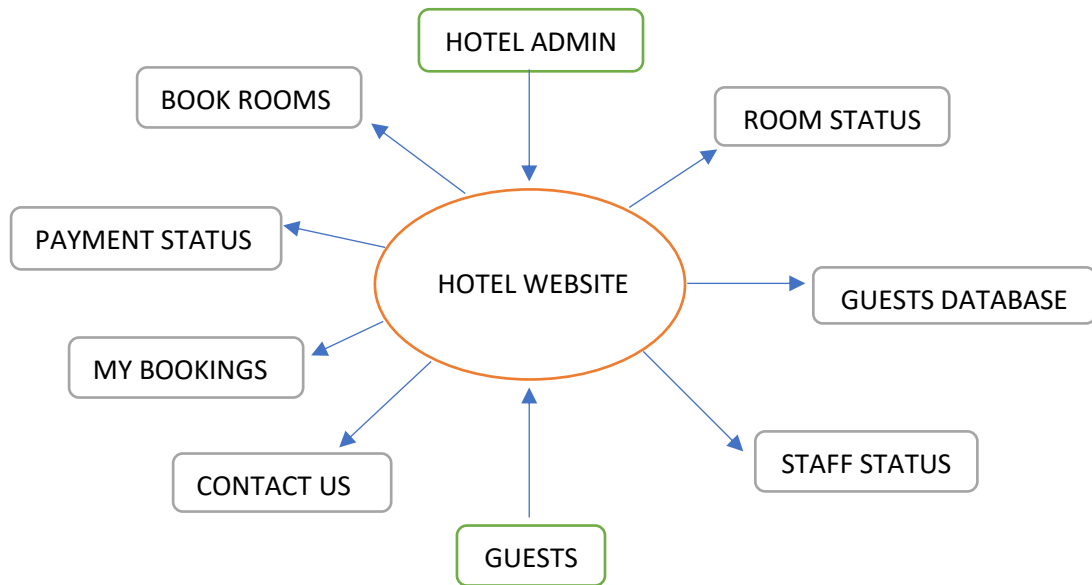 HOTEL ADMIN
BOOK ROOMS
ROOM STATUS
PAYMENT STATUS
HOTEL WEBSITE
GUESTS DATABASE
MY BOOKINGS
STAFF STATUS
CONTACT US
GUESTS